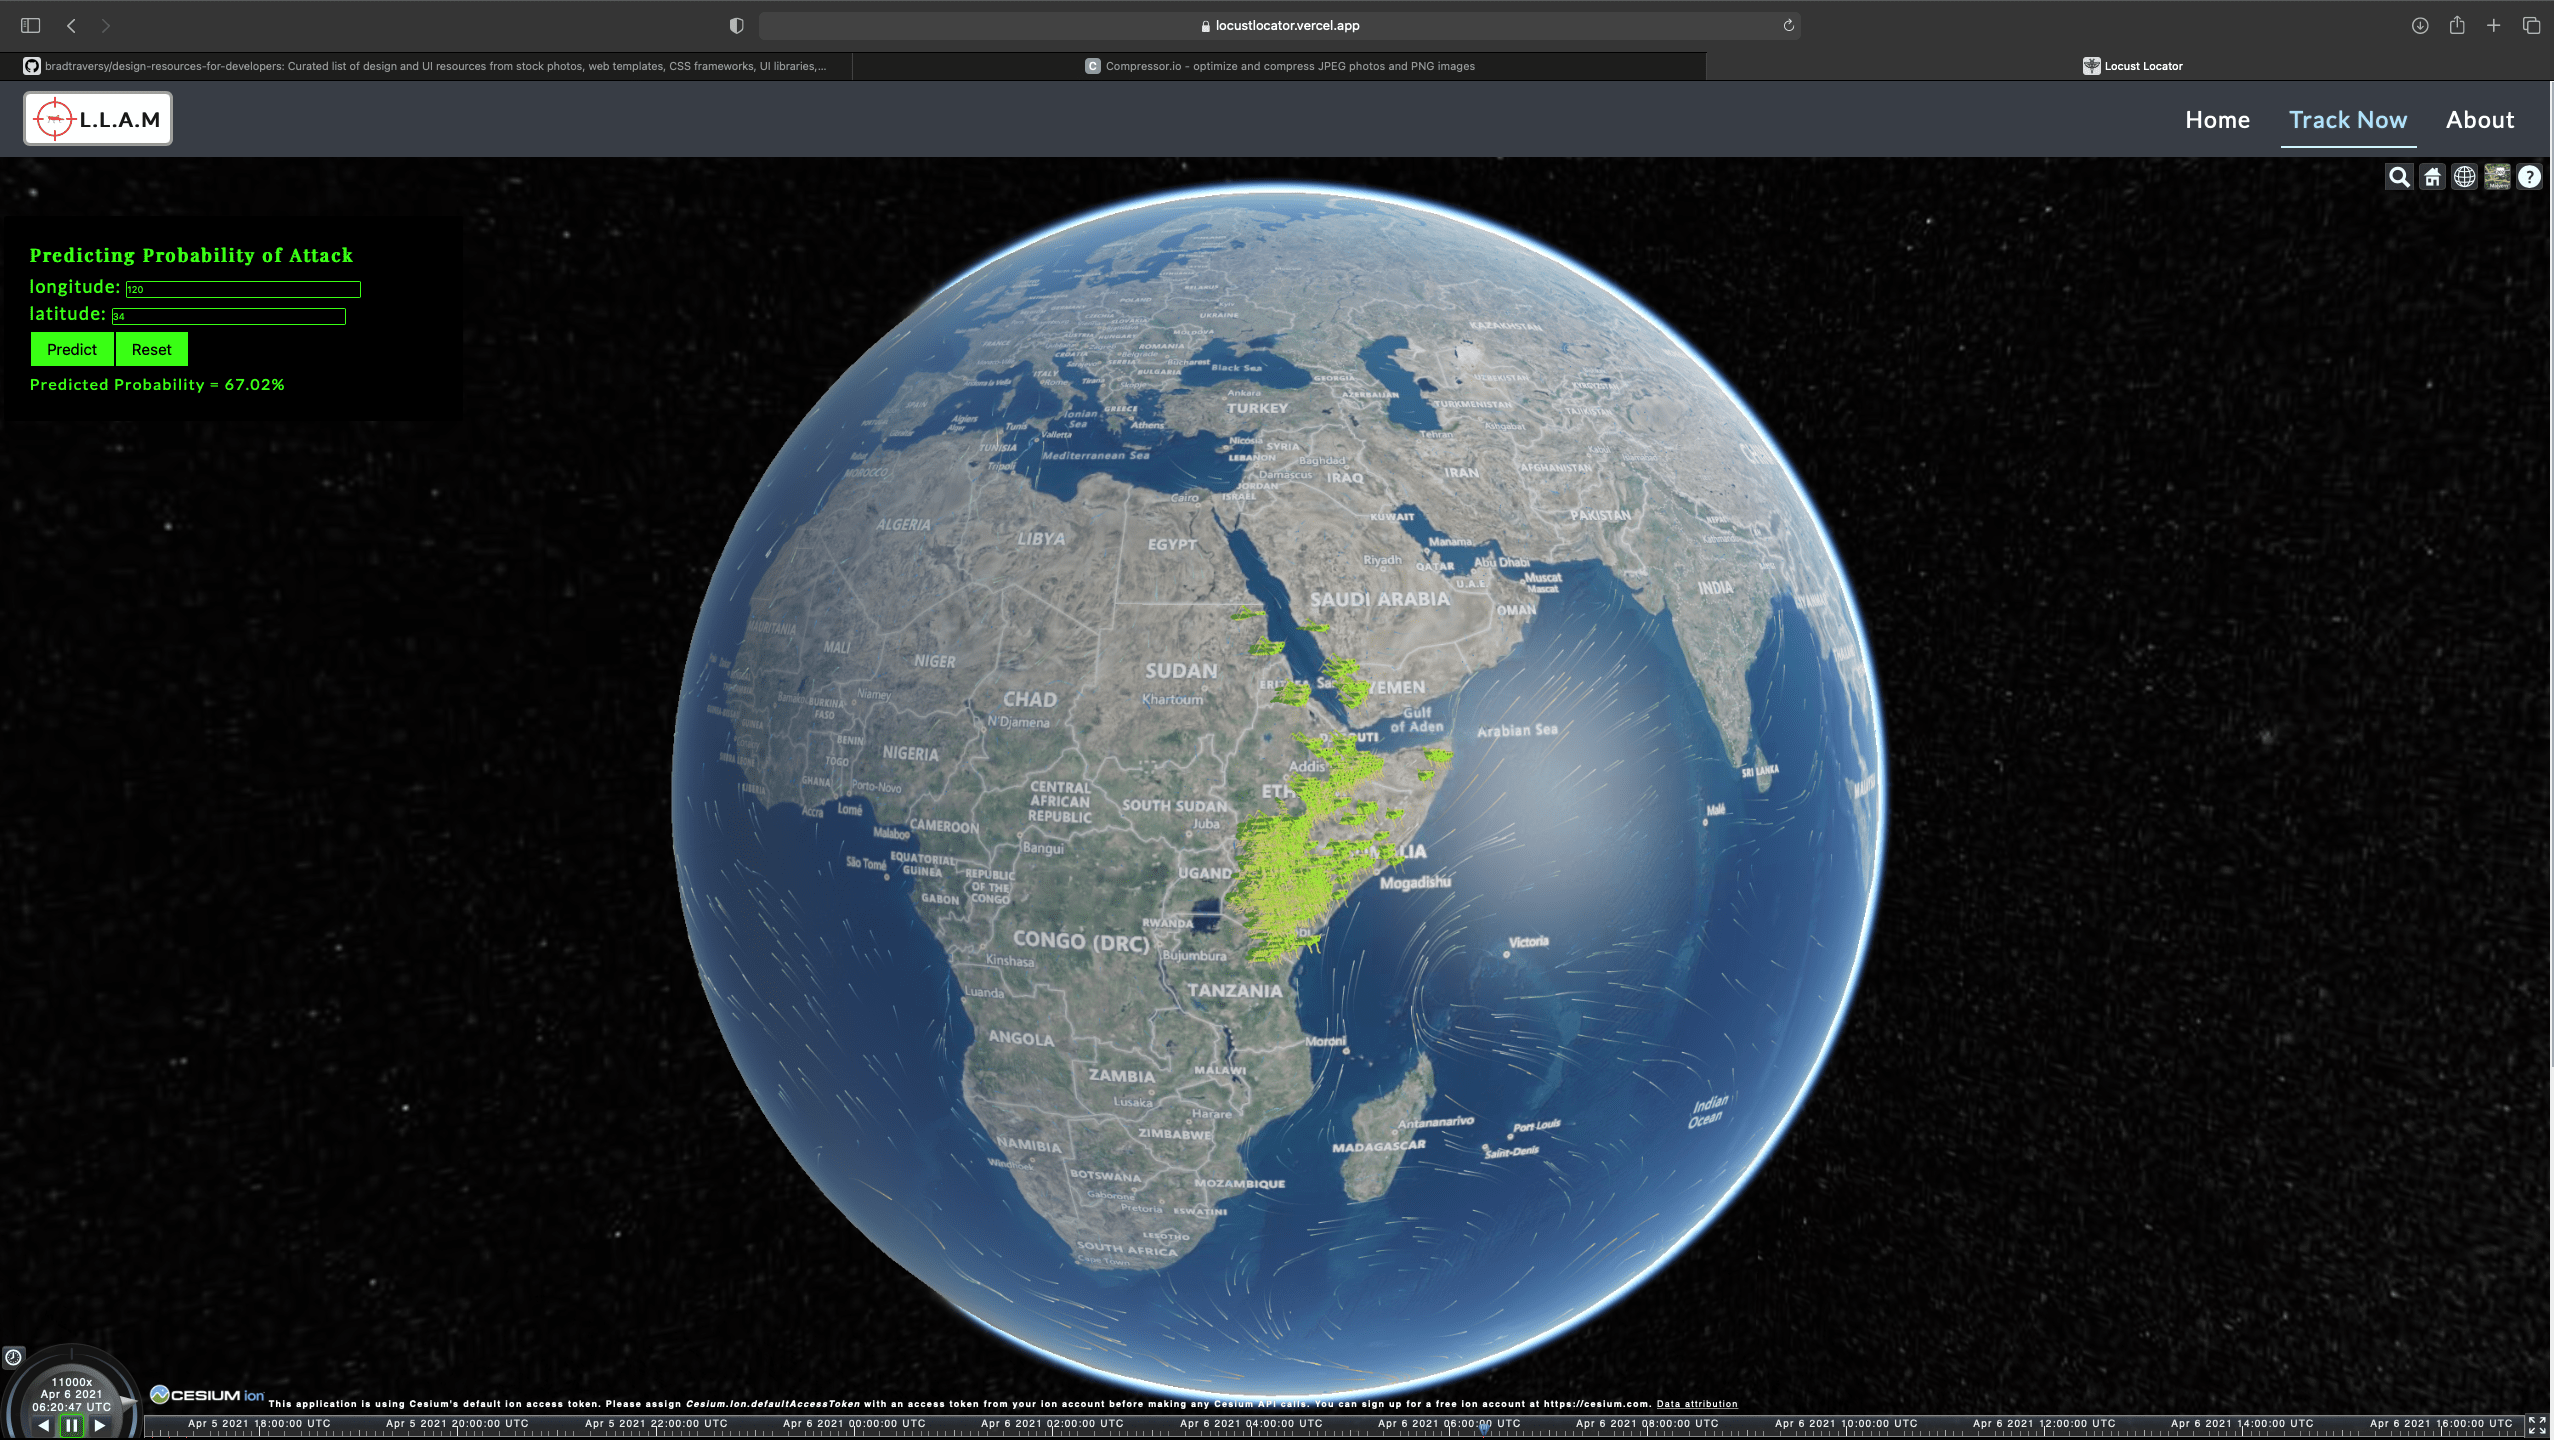 locustlocator.vercel.app
bradtraversy/design-resources-for-developers: Curated list of design and UI resources from stock photos, web templates, CSS frameworks, UI libraries,...
C Compressor.io - optimize and compress JPEG photos and PNG images
Locust Locator
L.L.A.M
Home
Track Now
About
Predicting Probability of Attack
longitude: 120
latitude: 34
Predict Reset
Predicted Probability = 67.02%
POLAND
UKRAINE
KAZAKHSTAN
ROMANIA
Belgrade
Bucharest
BULGARIA
Black Sea
GEORGIA
UZBEKISTAN
ITALY
Rome
Tirana
SPAIN
GREECE
Ankara
AZERBAIJAN
TURKMENISTAN
TAJIKISTAN
TURKEY
Ionian
Sea
Athens
Algiers
Tunis
Valletta
TUNISIA
Tripoli
Mediterranean Sea
Nicosia
SYRIA
LEBANON
Baghdad
Damascus
IRAQ
JORDAN
ISRAEL
Tehran
IRAN
AFGHANISTAN
MOROCCO
Cairo
KUWAIT
PAKISTAN
NEPAL
ALGERIA
LIBYA
EGYPT
Manama
Riyadh
QATAR
Abu Dhabi
U.A.E.
Muscat
Mascat
OMAN
INDIA
SAUDI ARABIA
MAURITANIA
MALI
NIGER
SUDAN
Khartoum
CHAD
N'Djamena
YEMEN
Gulf
of Aden
Arabian Sea
Bamako
BURKINA
FASO
Niamey
BENIN
TOGO
GHANA
NIGERIA
Porto-Novo
Accra
Lomé
Addis
SRI LANKA
Malé
CENTRAL
AFRICAN
REPUBLIC
SOUTH SUDAN
Juba
CAMEROON
Malabo
Bangui
São Tomé
EQUATORIAL
GUINEA
REPUBLIC
OF THE
CONGO
GABON
UGAND
Mogadishu
RWANDA
CONGO (DRC)
Bujumbura
Kinshasa
Victoria
TANZANIA
Luanda
ANGOLA
Moroni
ZAMBIA
MALAWI
Lusaka
Harare
ZIMBABWE
Antananarivo
MADAGASCAR
Port Louis
Saint-Denis
Indian
Ocean
NAMIBIA
Windhoek
BOTSWANA
Gaborone
MOZAMBIQUE
Pretoria
ESWATINI
LESOTHO
SOUTH AFRICA
Cape Town
11000x
Apr 6 2021
06:20:47 UTC
CESIUM ion
This application is using Cesium's default ion access token. Please assign Cesium.Ion.defaultAccessToken with an access token from your ion account before making any Cesium API calls. You can sign up for a free ion account at https://cesium.com. Data attribution
Apr 5 2021 18:00:00 UTC Apr 5 2021 20:00:00 UTC Apr 5 2021 22:00:00 UTC Apr 6 2021 00:00:00 UTC Apr 6 2021 02:00:00 UTC Apr 6 2021 04:00:00 UTC Apr 6 2021 06:00:00 UTC Apr 6 2021 08:00:00 UTC Apr 6 2021 10:00:00 UTC Apr 6 2021 12:00:00 UTC Apr 6 2021 14:00:00 UTC Apr 6 2021 16:00:00 UTC